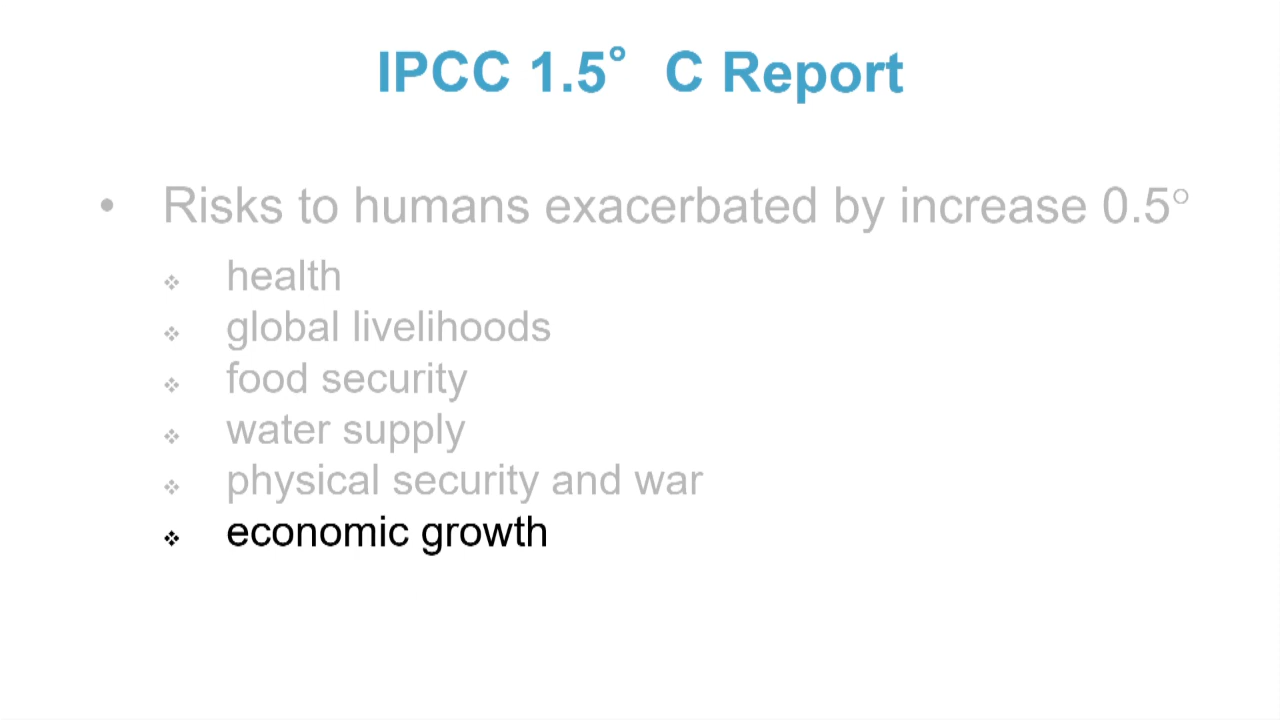 IPCC 1.5° C Report
• Risks to humans exacerbated by increase 0.5°
❖ health
❖ global livelihoods
❖ food security
❖ water supply
❖ physical security and war
❖ economic growth